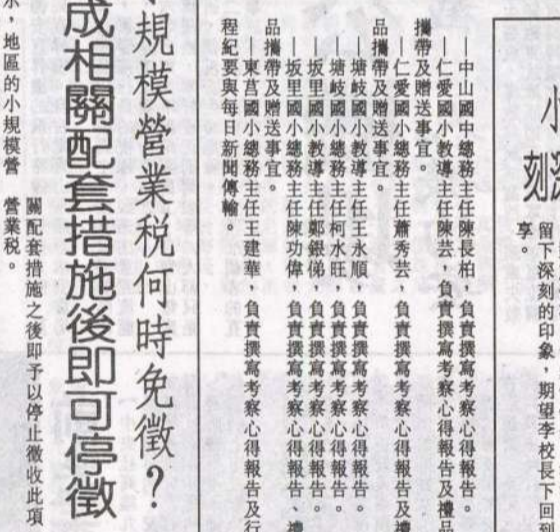 小
刻
留下深刻的印象，期望李校長下回
享。
—中山國中總務主任陳長柏，負責撰寫考察心得報告。
—仁愛國小教導主任陳芸，負責撰寫考察心得報告及禮品
攜帶及贈送事宜。
—仁愛國小總務主任蕭秀芸，負責撰寫考察心得報告及禮
品攜帶及贈送事宜。
—塘岐國小教導主任王永順，負責撰寫考察心得報告。
—塘岐國小總務主任柯水旺，負責撰寫考察心得報告。
—坂里國小教導主任鄭銀俤，負責撰寫考察心得報告。
—坂里國小總務主任陳功偉，負責撰寫考察心得報告、禮
品攜帶及贈送事宜。
—東莒國小總務主任王建華，負責撰寫考察心得報告及行
程紀要與每日新聞傳輸。
規模營業税何時免徵？
成相關配套措施後即可停徵
關配套措施之後即予以停止徵收此項
營業税。
，地區的小規模營